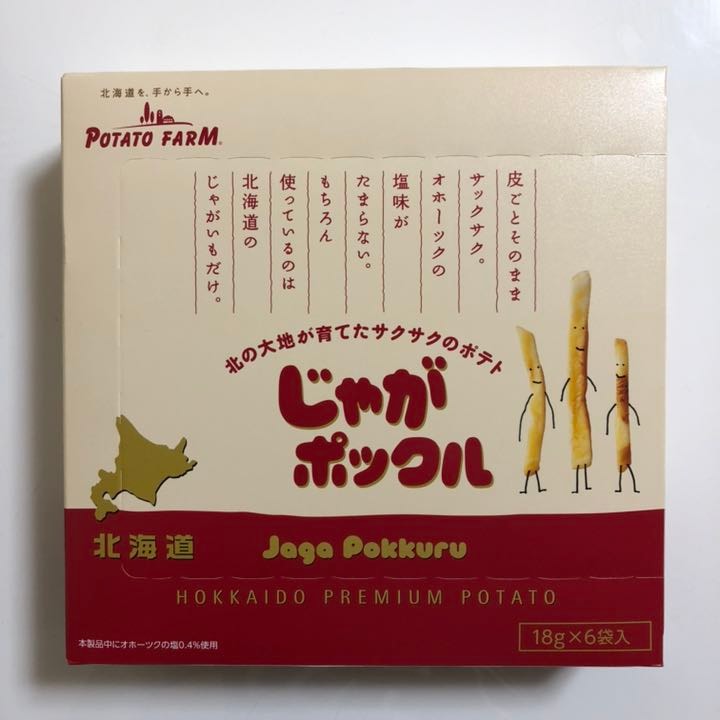 北海道を、手から手へ。
POTATO FARM®
皮ごとそのまま
サックサク。
オホーツクの
塩味が
たまらない。
もちろん
使っているのは
北海道の
じゃがいもだけ。
北の大地が育てたサクサクのポテト
じゃが
ポックル
北海道
Jaga Pokkuru
HOKKAIDO PREMIUM POTATO
18g×6袋入
本製品中にオホーツクの塩0.4%使用